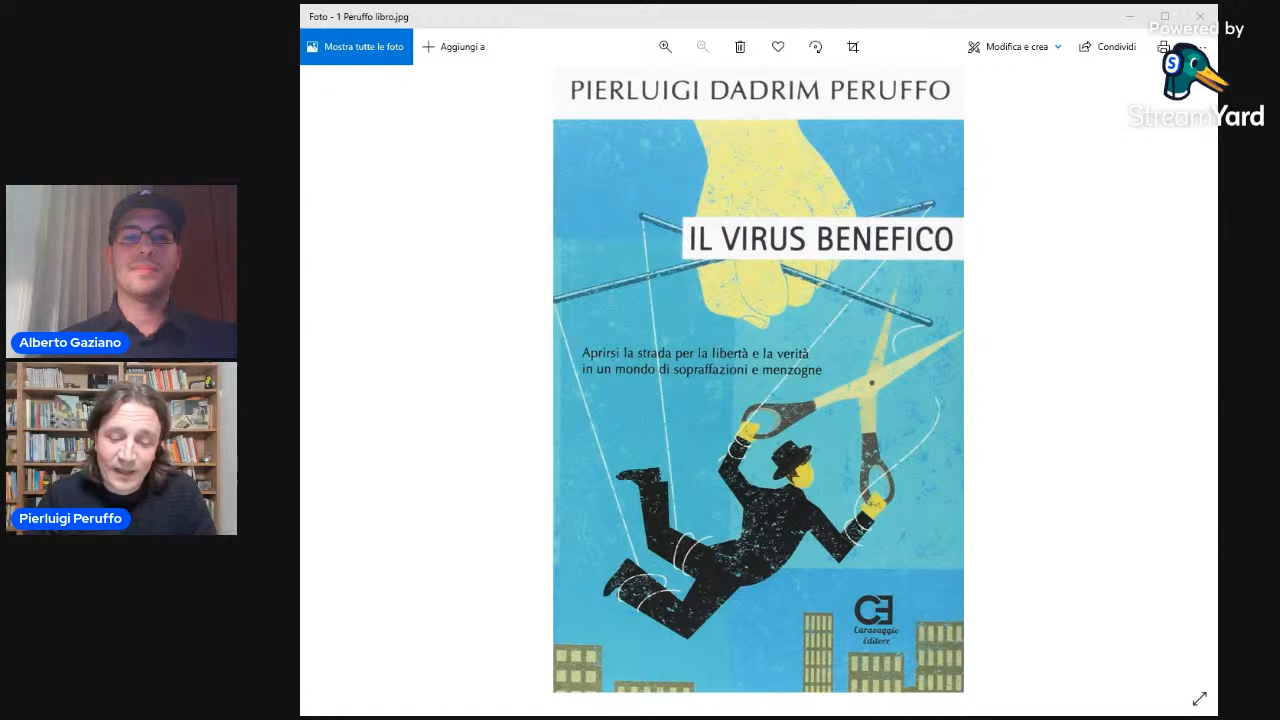 Foto - 1 Peruffo libro.jpg
Mostra tutte le foto
Aggiungi a
Modifica e crea
Condividi
Powered by
S
StreamYard
PIERLUIGI DADRIM PERUFFO
IL VIRUS BENEFICO
Aprirsi la strada per la libertà e la verità
in un mondo di sopraffazioni e menzogne
CE
Caravaggio
Editore
Alberto Gaziano
Pierluigi Peruffo